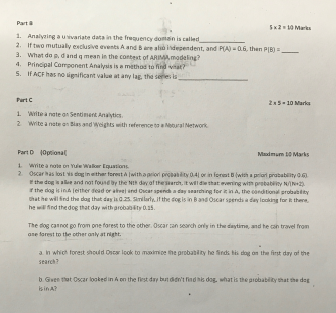 Part B
5 x 2 = 10 Marks
1. Analyzing a u nivariate data in the frequency domain is called
2. If two mutually exclusive events A and B are also independent, and P(A) = 0.6, then P(B) =
3. What do p, d and q mean in the context of ARIMA modeling?
4. Principal Component Analysis is a method to find what?
5. If ACF has no significant value at any lag, the series is
Part C
2 x 5 = 10 Marks
1. Write a note on Sentiment Analytics.
2. Write a note on Bias and Weights with reference to a Natural Network.
Part D (Optional)
Maximum 10 Marks
1. Write a note on Yule Walker Equations.
2. Oscar has lost his dog in either forest A (with a priori probability 0.4) or in forest B (with a priori probability 0.6).
If the dog is alive and not found by the Nth day of the search, it will die that evening with probability N/(N+2).
If the dog is in A (either dead or alive) and Oscar spends a day searching for it in A, the conditional probability
that he will find the dog that day is 0.25. Similarly, if the dog is in B and Oscar spends a day looking for it there,
he will find the dog that day with probability 0.15.
The dog cannot go from one forest to the other. Oscar can search only in the daytime, and he can travel from
one forest to the other only at night.
a. In which forest should Oscar look to maximize the probability he finds his dog on the first day of the
search?
b. Given that Oscar looked in A on the first day but didn't find his dog, what is the probability that the dog
is in A?